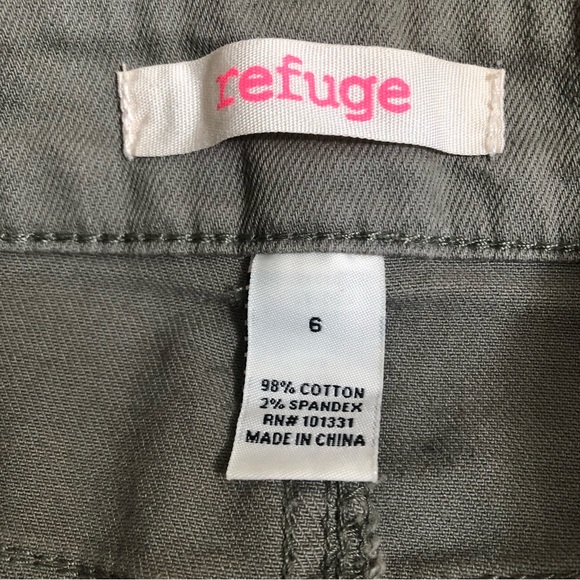 refuge
6
98% COTTON
2% SPANDEX
RN# 101331
MADE IN CHINA